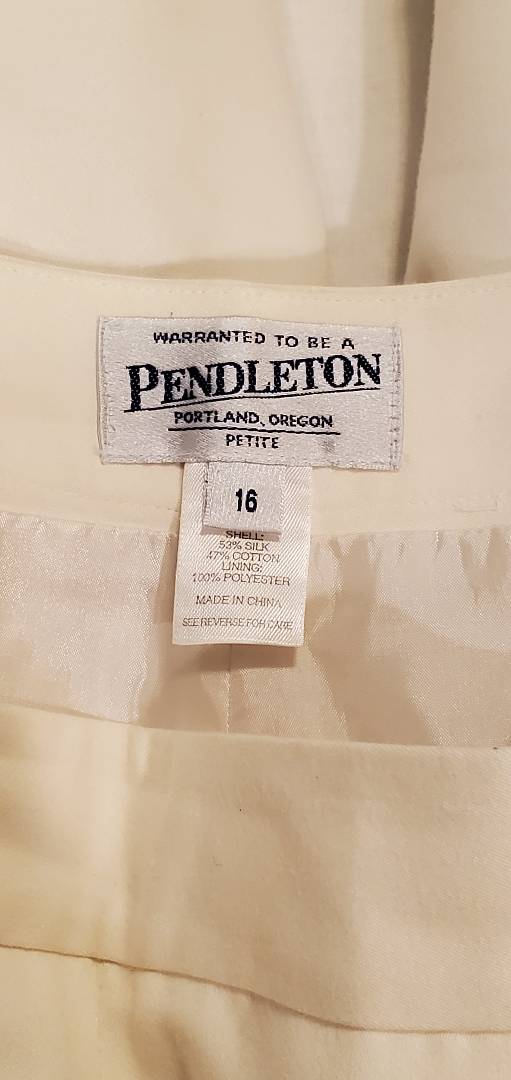 WARRANTED TO BE A
PENDLETON
PORTLAND, OREGON
PETITE
16
SHELL:
53% SILK
47% COTTON
LINING:
100% POLYESTER
MADE IN CHINA
SEE REVERSE FOR CARE